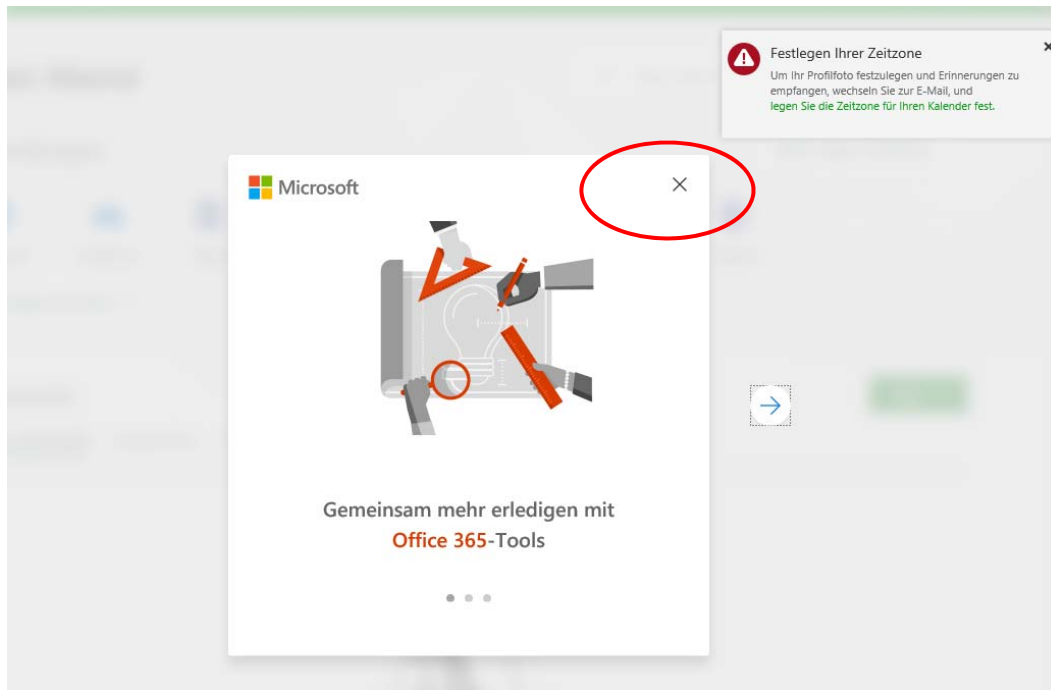 Festlegen Ihrer Zeitzone
Um Ihr Profilfoto festzulegen und Erinnerungen zu
empfangen, wechseln Sie zur E-Mail, und
legen Sie die Zeitzone für Ihren Kalender fest.
Microsoft
Gemeinsam mehr erledigen mit
Office 365-Tools